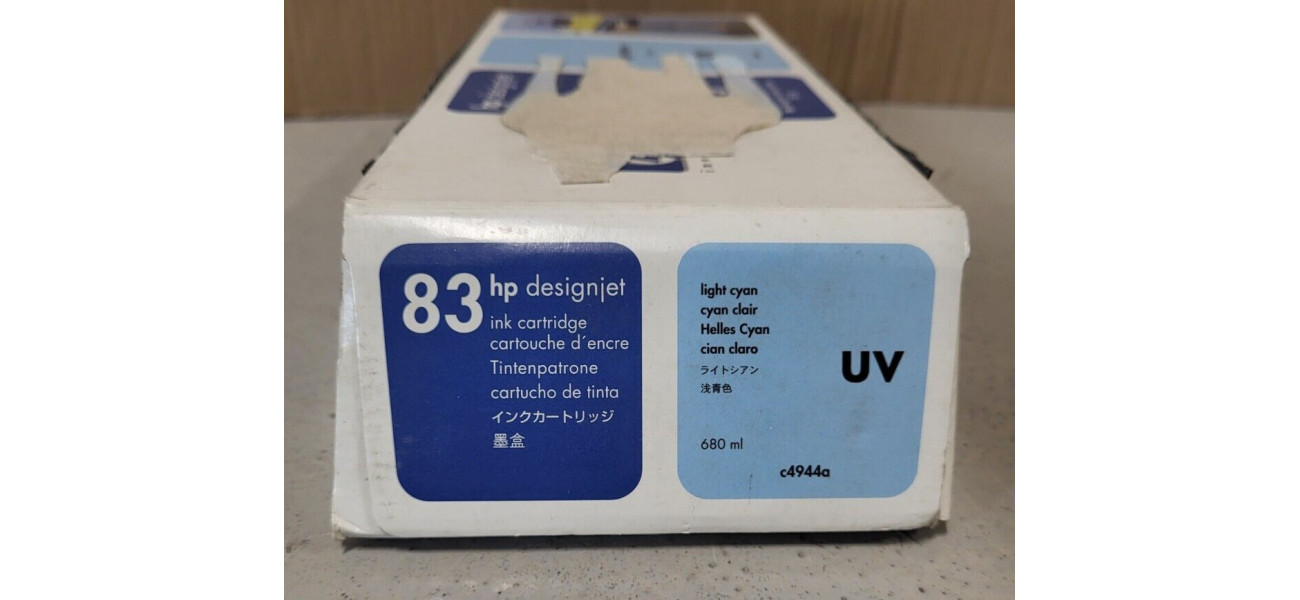 83 hp designjet
ink cartridge
cartouche d´encre
Tintenpatrone
cartucho de tinta
インクカートリッジ
墨盒
light cyan
cyan clair
Helles Cyan
cian claro
ライトシアン
浅青色
UV
680 ml
c4944a